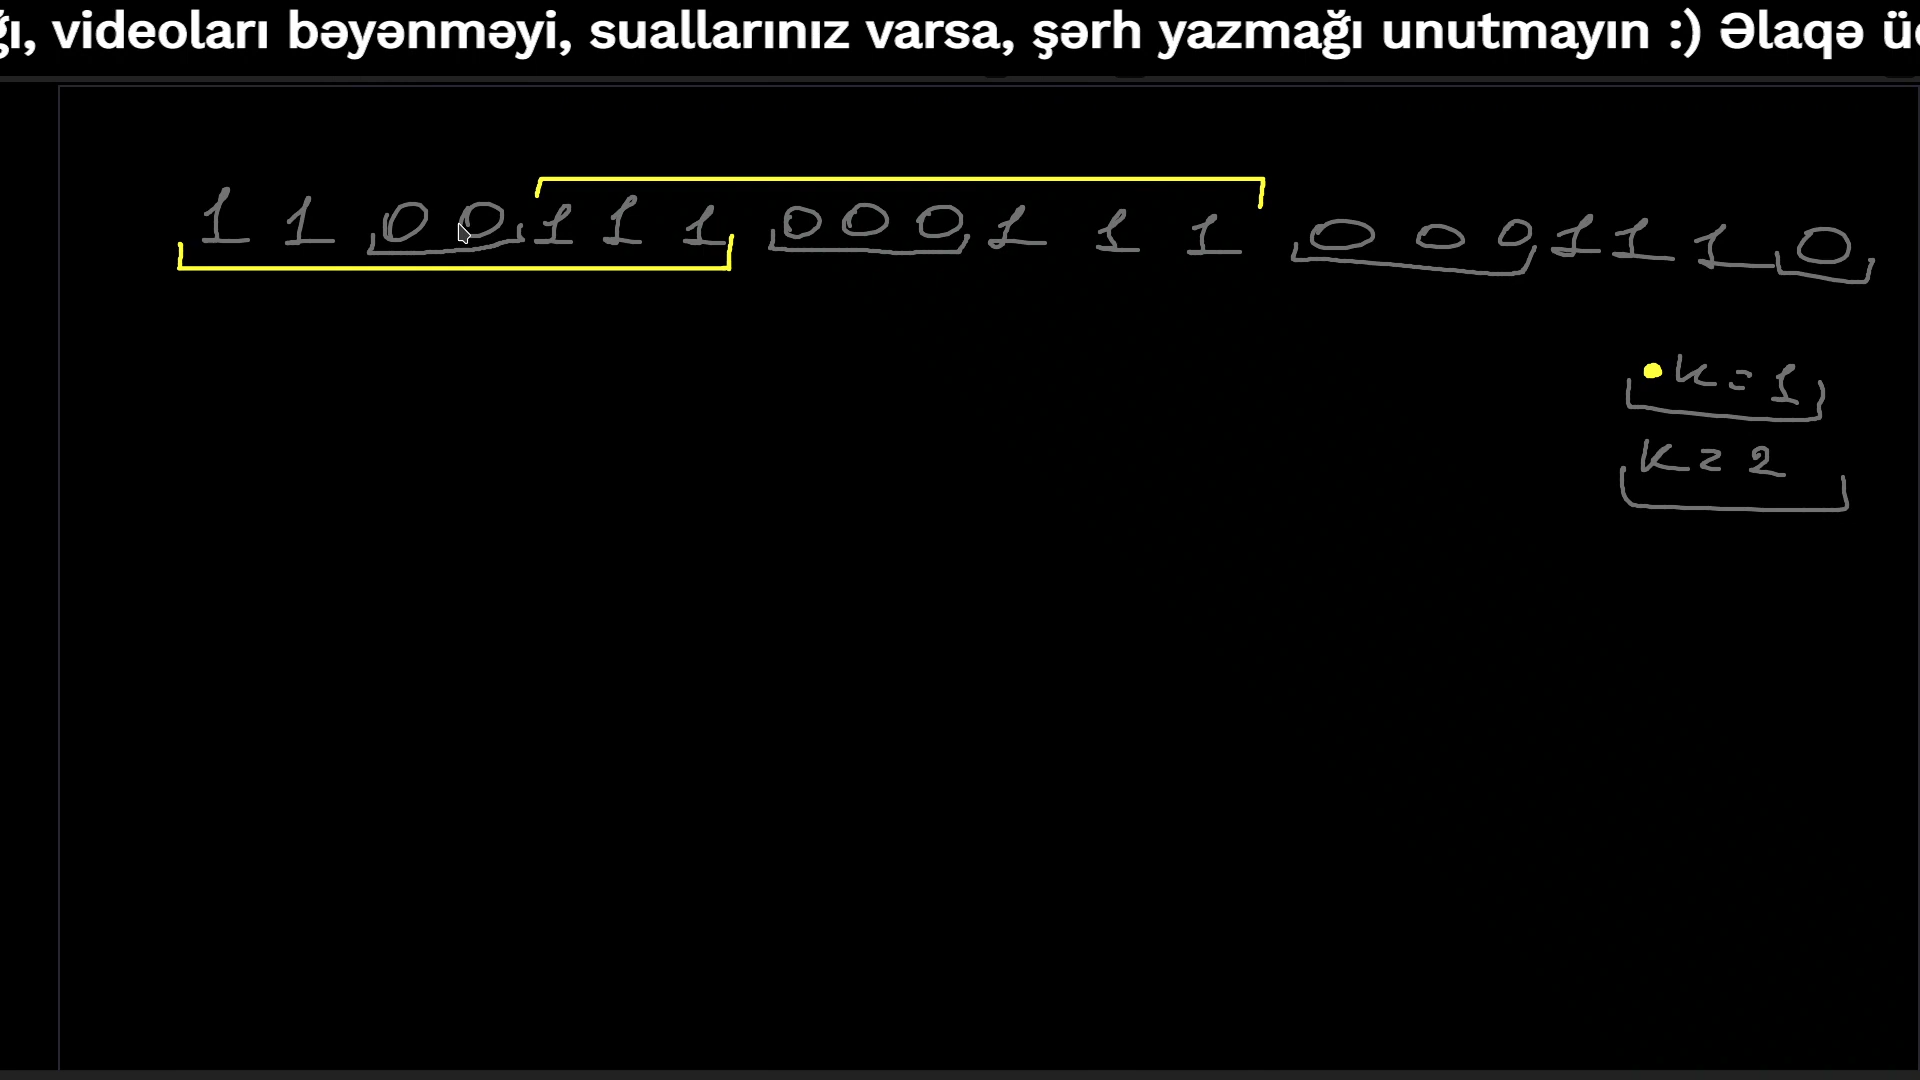 videoları bəyənməyi, suallarınız varsa, şərh yazmağı unutmayın :) Əlaqə
1 1 0 0 1 1 1 0 0 0 1 1 1 0 0 0 1 1 1 0
k = 1
k = 2